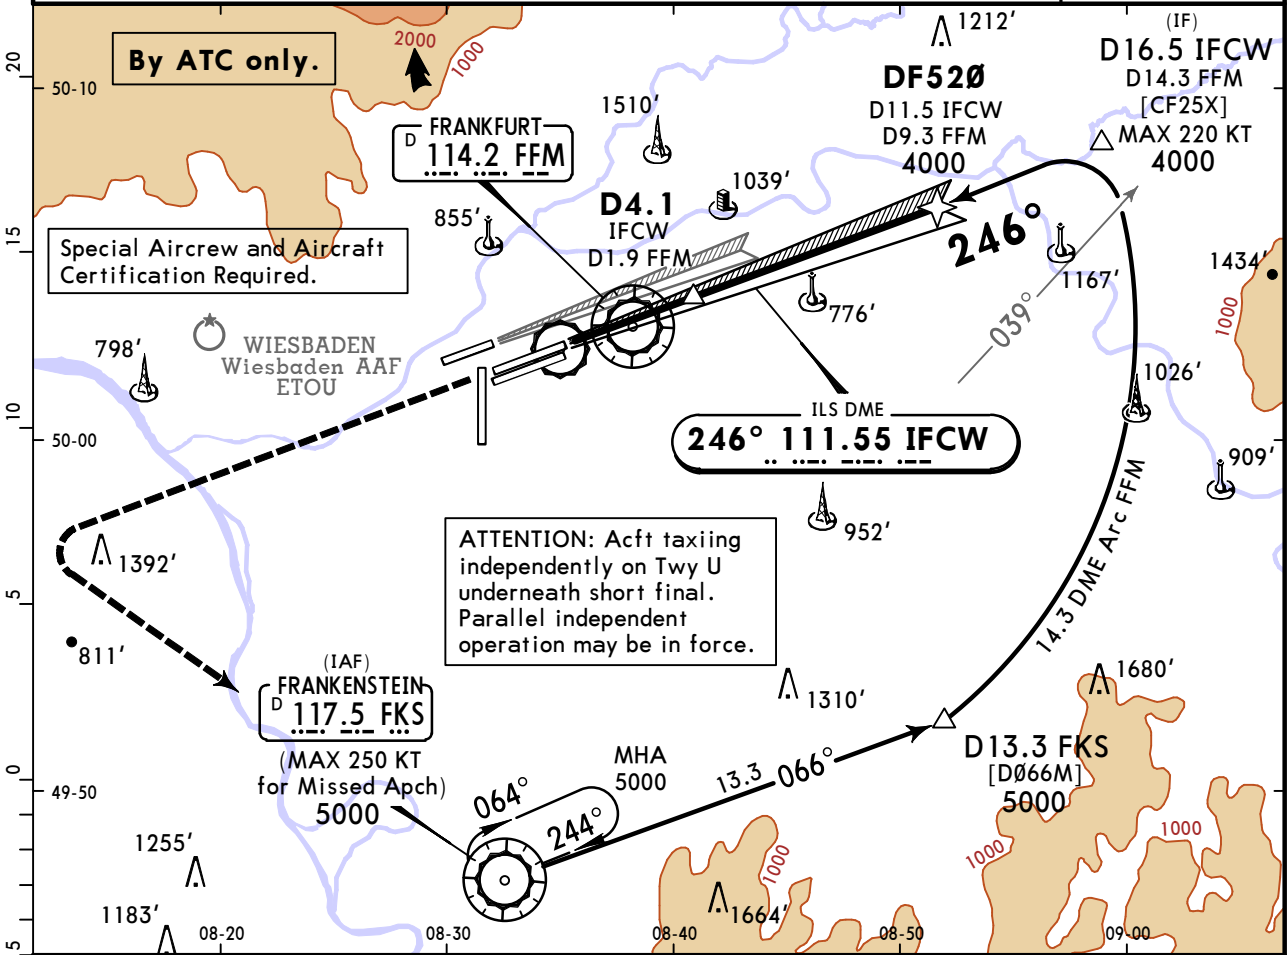 By ATC only.
2000
1000
1212'
(IF)
D16.5 IFCW
D14.3 FFM
[CF25X]
MAX 220 KT
4000
20
50-10
DF52Ø
D11.5 IFCW
D9.3 FFM
4000
1510'
FRANKFURT
D 114.2 FFM
1039'
D4.1
IFCW
D1.9 FFM
855'
246°
1167'
1434'
1000
15
Special Aircrew and Aircraft
Certification Required.
776'
039°
798'
WIESBADEN
Wiesbaden AAF
ETOU
1026'
10
50-00
ILS DME
246° 111.55 IFCW
909'
952'
14.3 DME Arc FFM
ATTENTION: Acft taxiing
independently on Twy U
underneath short final.
Parallel independent
operation may be in force.
1392'
5
811'
(IAF)
FRANKENSTEIN
D 117.5 FKS
(MAX 250 KT
for Missed Apch)
5000
1310'
1680'
D13.3 FKS
[DØ66M]
5000
MHA
5000
13.3
066°
064°
244°
0
49-50
1255'
1183'
1000
1664'
1000
1000
5
08-20
08-30
08-40
08-50
09-00